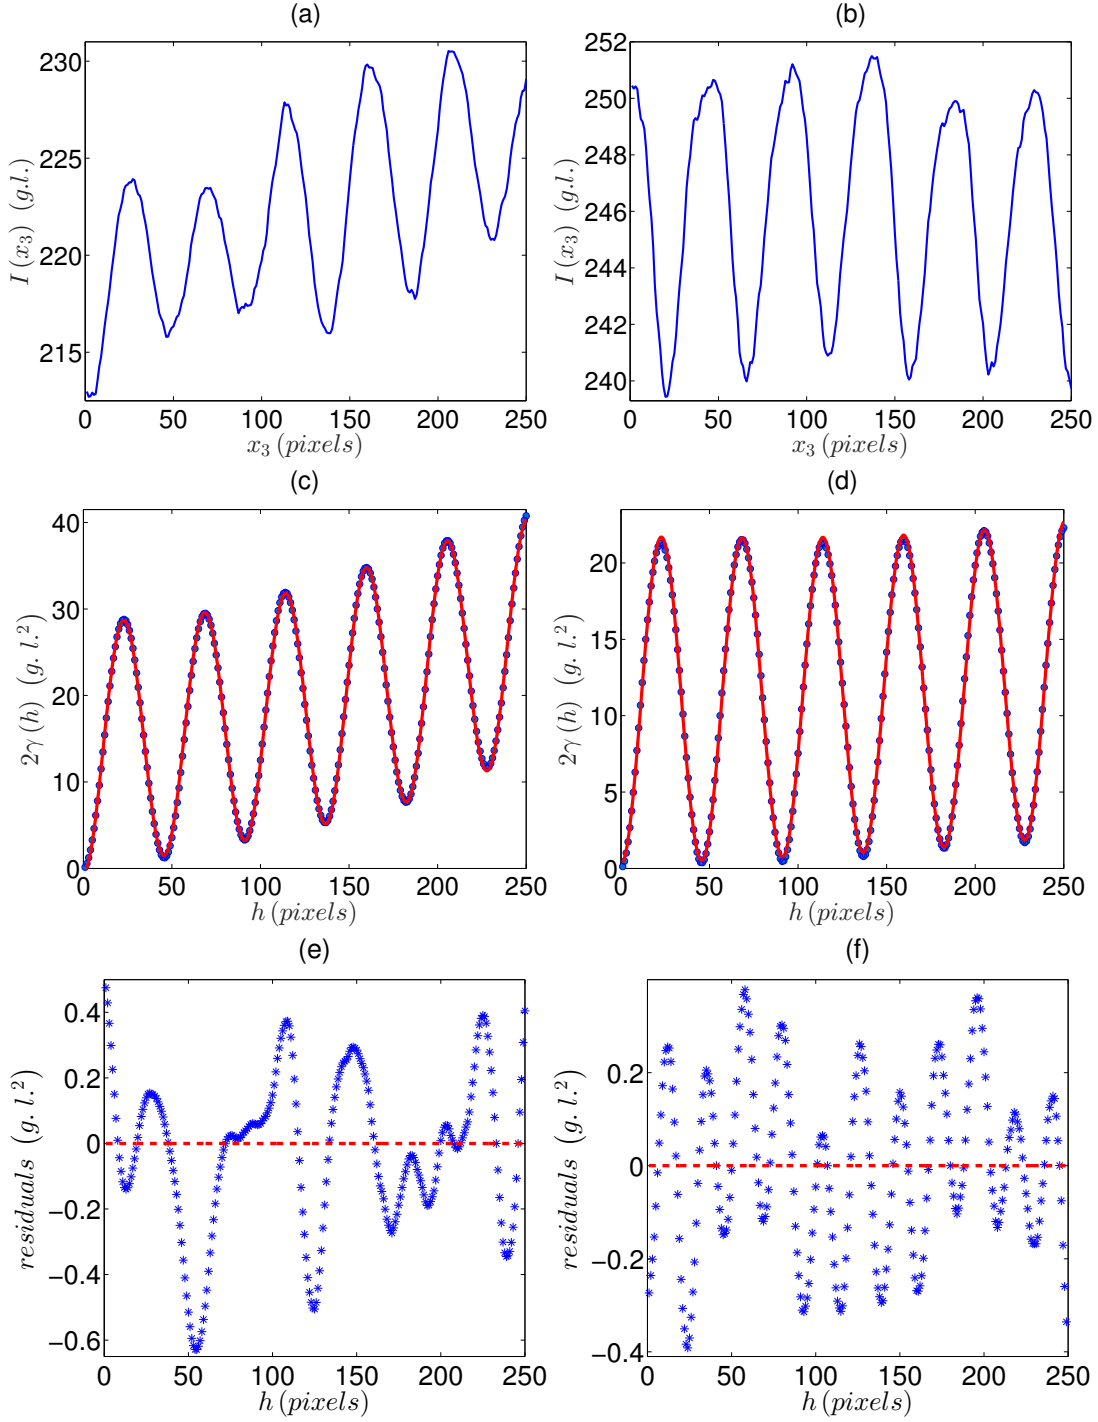 (a)
(b)
230
225
220
215
I (x₃) (g.l.)
0 50 100 150 200 250
x₃ (pixels)
252
250
248
246
244
242
240
I (x₃) (g.l.)
0 50 100 150 200 250
x₃ (pixels)
(c)
(d)
40
30
20
10
0
2γ (h) (g. l.²)
0 50 100 150 200 250
h (pixels)
20
15
10
5
0
2γ (h) (g. l.²)
0 50 100 150 200 250
h (pixels)
(e)
(f)
0.4
0.2
0
−0.2
−0.4
−0.6
residuals (g. l.²)
0 50 100 150 200 250
h (pixels)
0.2
0
−0.2
−0.4
residuals (g. l.²)
0 50 100 150 200 250
h (pixels)